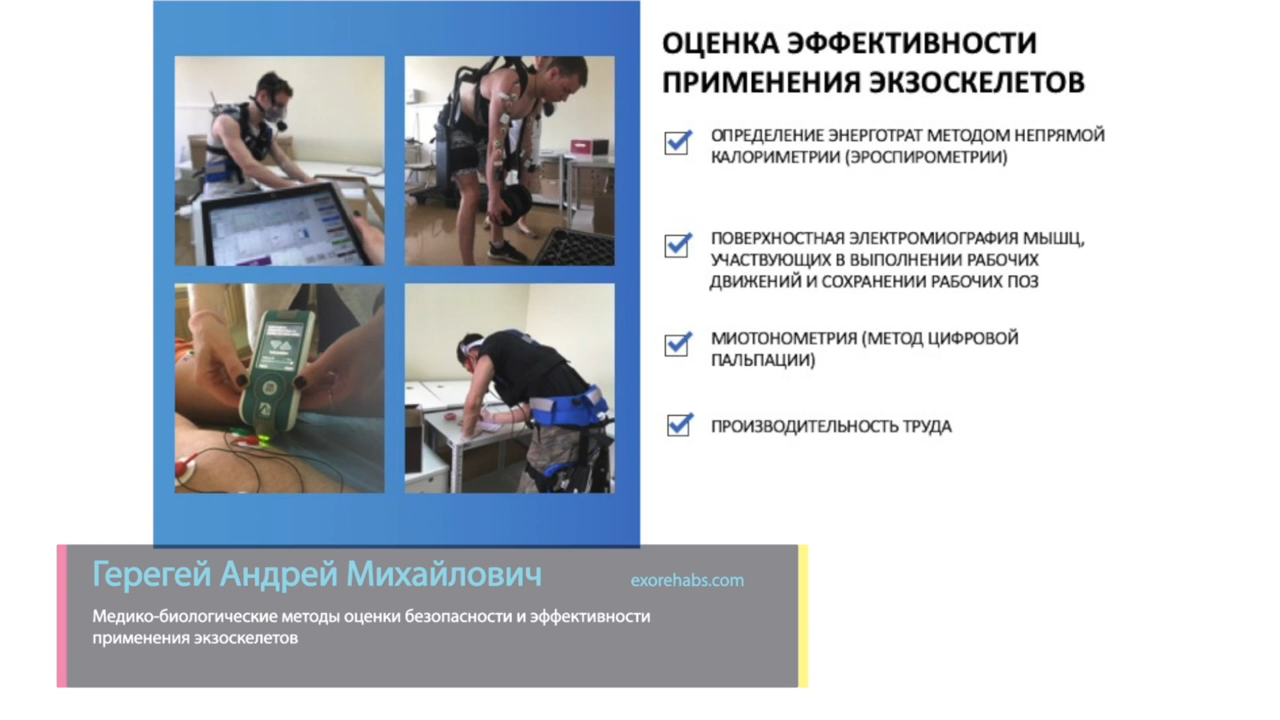 ОЦЕНКА ЭФФЕКТИВНОСТИ
ПРИМЕНЕНИЯ ЭКЗОСКЕЛЕТОВ
ОПРЕДЕЛЕНИЕ ЭНЕРГОТРАТ МЕТОДОМ НЕПРЯМОЙ
КАЛОРИМЕТРИИ (ЭРОСПИРОМЕТРИИ)
ПОВЕРХНОСТНАЯ ЭЛЕКТРОМИОГРАФИЯ МЫШЦ,
УЧАСТВУЮЩИХ В ВЫПОЛНЕНИИ РАБОЧИХ
ДВИЖЕНИЙ И СОХРАНЕНИИ РАБОЧИХ ПОЗ
МИОТОНОМЕТРИЯ (МЕТОД ЦИФРОВОЙ
ПАЛЬПАЦИИ)
ПРОИЗВОДИТЕЛЬНОСТЬ ТРУДА
Герегей Андрей Михайлович
exorehabs.com
Медико-биологические методы оценки безопасности и эффективности
применения экзоскелетов